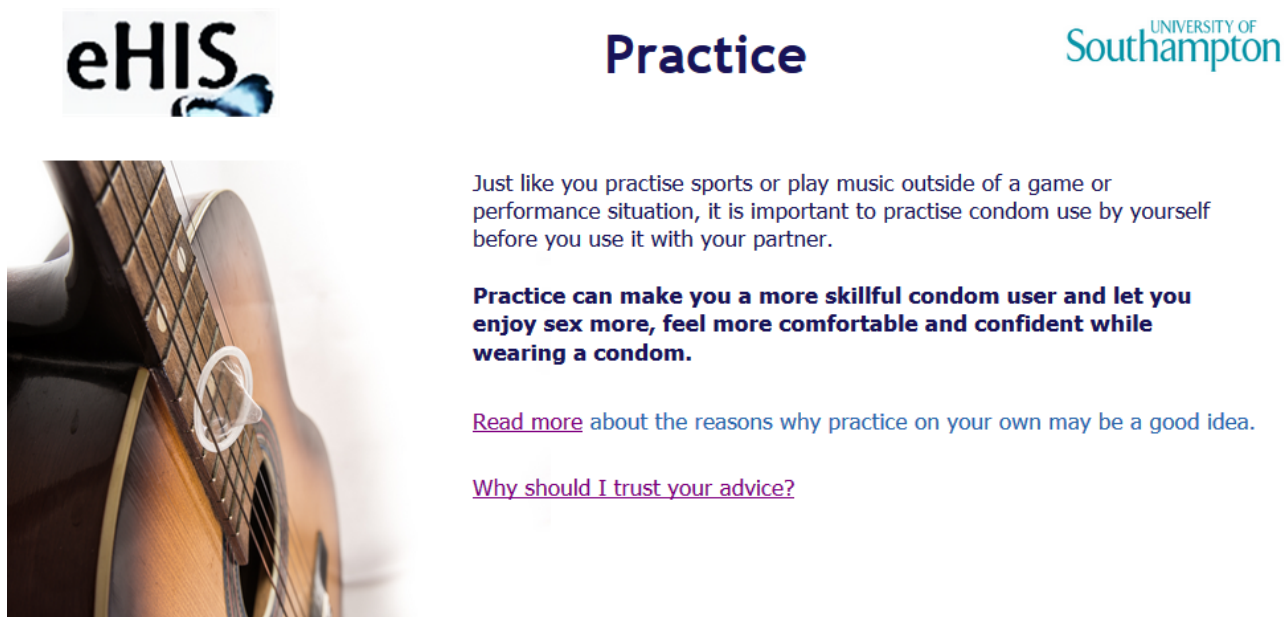 eHIS
Practice
UNIVERSITY OF
Southampton
Just like you practise sports or play music outside of a game or
performance situation, it is important to practise condom use by yourself
before you use it with your partner.
Practice can make you a more skillful condom user and let you
enjoy sex more, feel more comfortable and confident while
wearing a condom.
Read more about the reasons why practice on your own may be a good idea.
Why should I trust your advice?